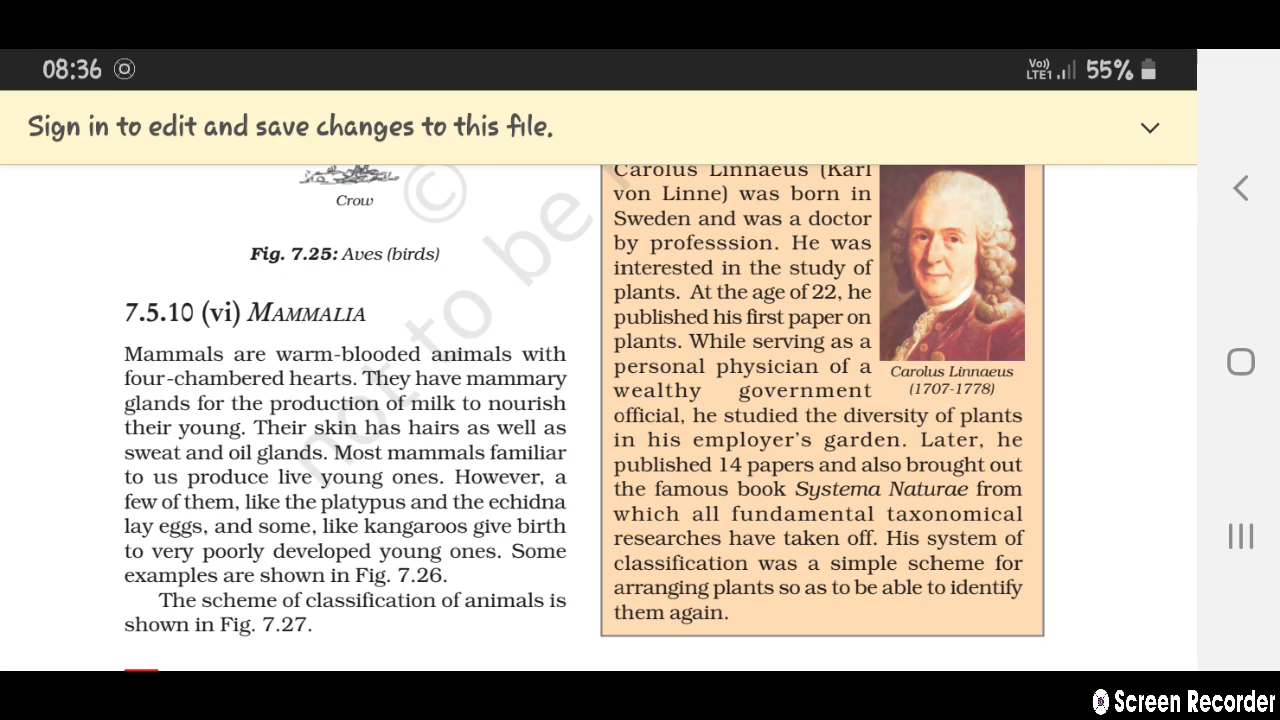 08:36
Vo))
LTE1
55%
Sign in to edit and save changes to this file.
Crow
Fig. 7.25: Aves (birds)
7.5.10 (vi) MAMMALIA
Mammals are warm-blooded animals with
four-chambered hearts. They have mammary
glands for the production of milk to nourish
their young. Their skin has hairs as well as
sweat and oil glands. Most mammals familiar
to us produce live young ones. However, a
few of them, like the platypus and the echidna
lay eggs, and some, like kangaroos give birth
to very poorly developed young ones. Some
examples are shown in Fig. 7.26.
The scheme of classification of animals is
shown in Fig. 7.27.
©
not to be
Carolus Linnaeus (Karl
von Linne) was born in
Sweden and was a doctor
by professsion. He was
interested in the study of
plants. At the age of 22, he
published his first paper on
plants. While serving as a
personal physician of a
wealthy government
official, he studied the diversity of plants
in his employer's garden. Later, he
published 14 papers and also brought out
the famous book Systema Naturae from
which all fundamental taxonomical
researches have taken off. His system of
classification was a simple scheme for
arranging plants so as to be able to identify
them again.
Carolus Linnaeus
(1707-1778)
Screen Recorder